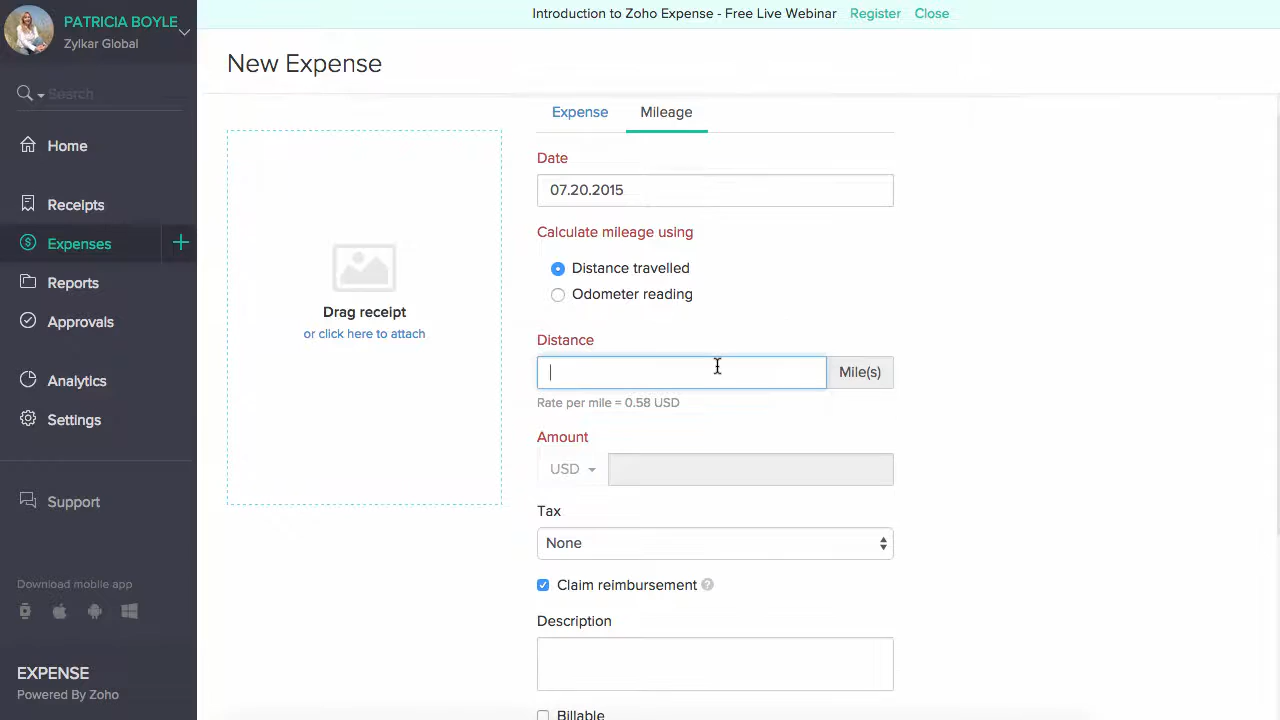 Introduction to Zoho Expense - Free Live Webinar Register Close
PATRICIA BOYLE
Zylkar Global
Search
Home
Receipts
Expenses
Reports
Approvals
Analytics
Settings
Support
Download mobile app
EXPENSE
Powered By Zoho
New Expense
Drag receipt
or click here to attach
Expense Mileage
Date
07.20.2015
Calculate mileage using
Distance travelled
Odometer reading
Distance
Mile(s)
Rate per mile = 0.58 USD
Amount
USD
Tax
None
Claim reimbursement ?
Description
Billable